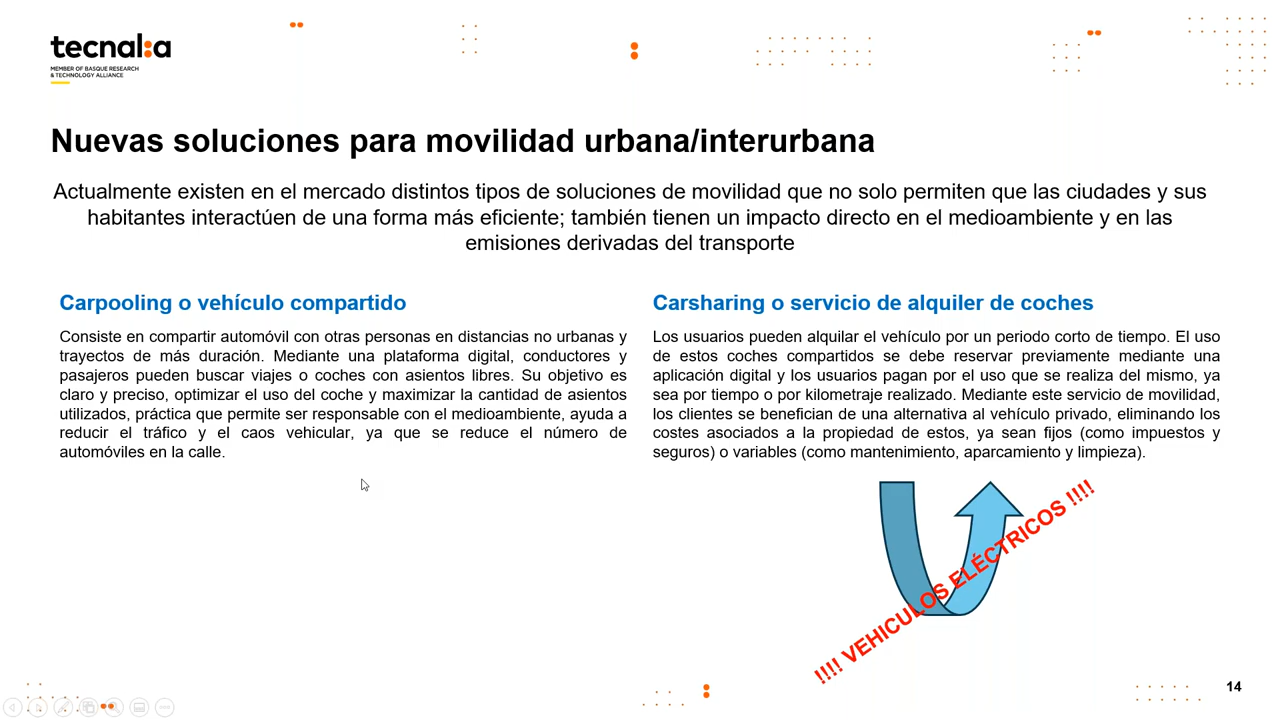 tecnalia
MEMBER OF BASQUE RESEARCH
& TECHNOLOGY ALLIANCE
Nuevas soluciones para movilidad urbana/interurbana
Actualmente existen en el mercado distintos tipos de soluciones de movilidad que no solo permiten que las ciudades y sus
habitantes interactúen de una forma más eficiente; también tienen un impacto directo en el medioambiente y en las
emisiones derivadas del transporte
Carpooling o vehículo compartido
Consiste en compartir automóvil con otras personas en distancias no urbanas y
trayectos de más duración. Mediante una plataforma digital, conductores y
pasajeros pueden buscar viajes o coches con asientos libres. Su objetivo es
claro y preciso, optimizar el uso del coche y maximizar la cantidad de asientos
utilizados, práctica que permite ser responsable con el medioambiente, ayuda a
reducir el tráfico y el caos vehicular, ya que se reduce el número de
automóviles en la calle.
Carsharing o servicio de alquiler de coches
Los usuarios pueden alquilar el vehículo por un periodo corto de tiempo. El uso
de estos coches compartidos se debe reservar previamente mediante una
aplicación digital y los usuarios pagan por el uso que se realiza del mismo, ya
sea por tiempo o por kilometraje realizado. Mediante este servicio de movilidad,
los clientes se benefician de una alternativa al vehículo privado, eliminando los
costes asociados a la propiedad de estos, ya sean fijos (como impuestos y
seguros) o variables (como mantenimiento, aparcamiento y limpieza).
!!!! VEHICULOS ELÉCTRICOS !!!!
14